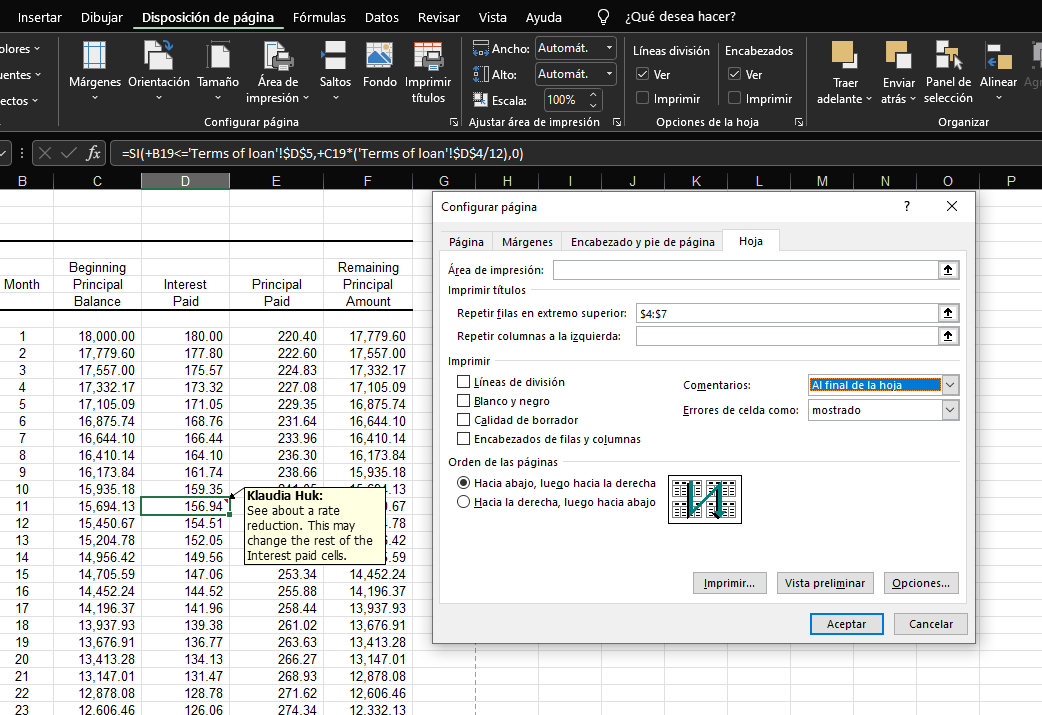 Insertar Dibujar Disposición de página Fórmulas Datos Revisar Vista Ayuda ¿Qué desea hacer?
Márgenes Orientación Tamaño Área de impresión Saltos Fondo Imprimir títulos
Configurar página
Ancho: Automát.
Alto: Automát.
Escala: 100%
Ajustar área de impresión
Líneas división Encabezados
Ver Ver
Imprimir Imprimir
Opciones de la hoja
Traer adelante Enviar atrás Panel de selección Alinear
Organizar
fx =SI(+B19<='Terms of loan'!$D$5,+C19*('Terms of loan'!$D$4/12),0)
B C D E F G H I J K L M N O P
Beginning Remaining
Month Principal Interest Principal Principal
Balance Paid Paid Amount
1 18,000.00 180.00 220.40 17,779.60
2 17,779.60 177.80 222.60 17,557.00
3 17,557.00 175.57 224.83 17,332.17
4 17,332.17 173.32 227.08 17,105.09
5 17,105.09 171.05 229.35 16,875.74
6 16,875.74 168.76 231.64 16,644.10
7 16,644.10 166.44 233.96 16,410.14
8 16,410.14 164.10 236.30 16,173.84
9 16,173.84 161.74 238.66 15,935.18
10 15,935.18 159.35
11 15,694.13 156.94
12 15,450.67 154.51
13 15,204.78 152.05
14 14,956.42 149.56
15 14,705.59 147.06 253.34 14,452.24
16 14,452.24 144.52 255.88 14,196.37
17 14,196.37 141.96 258.44 13,937.93
18 13,937.93 139.38 261.02 13,676.91
19 13,676.91 136.77 263.63 13,413.28
20 13,413.28 134.13 266.27 13,147.01
21 13,147.01 131.47 268.93 12,878.08
22 12,878.08 128.78 271.62 12,606.46
23 12,606.46 126.06 274.34 12,332.13
Klaudia Huk:
See about a rate
reduction. This may
change the rest of the
Interest paid cells.
Configurar página ?
Página Márgenes Encabezado y pie de página Hoja
Área de impresión:
Imprimir títulos
Repetir filas en extremo superior: $4:$7
Repetir columnas a la izquierda:
Imprimir
Líneas de división Comentarios: Al final de la hoja
Blanco y negro Errores de celda como: mostrado
Calidad de borrador
Encabezados de filas y columnas
Orden de las páginas
Hacia abajo, luego hacia la derecha
Hacia la derecha, luego hacia abajo
Imprimir... Vista preliminar Opciones...
Aceptar Cancelar